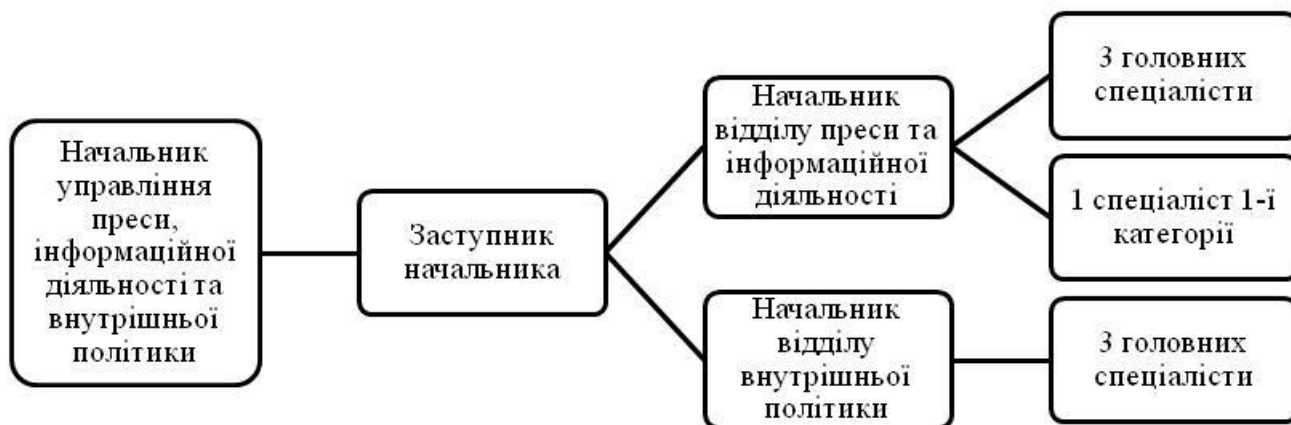 Начальник
управління
преси,
інформаційної
діяльності та
внутрішньої
політики
Заступник
начальника
Начальник
відділу преси та
інформаційної
діяльності
Начальник
відділу
внутрішньої
політики
3 головних
спеціалісти
1 спеціаліст 1-ї
категорії
3 головних
спеціалісти